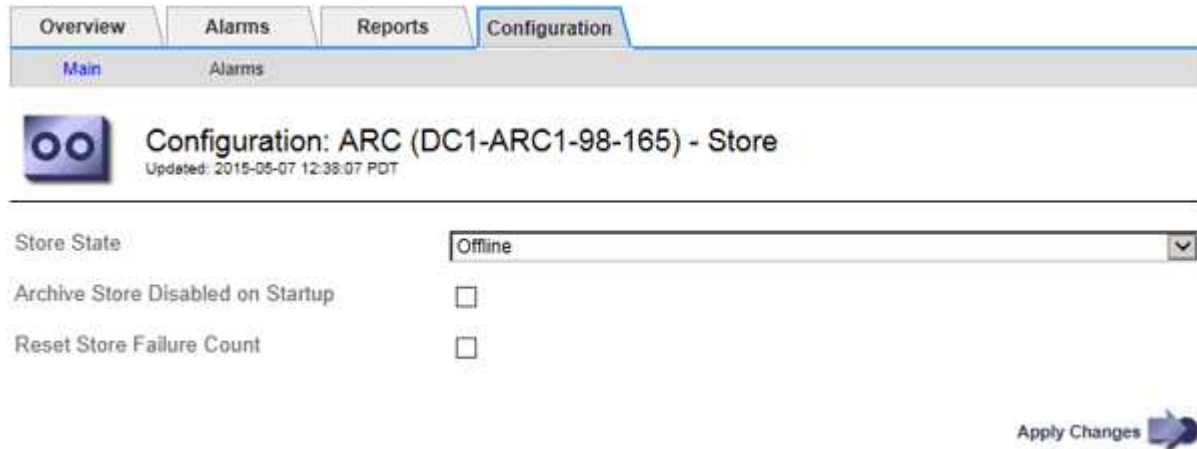 Overview Alarms Reports Configuration
Main Alarms
Configuration: ARC (DC1-ARC1-98-165) - Store
Updated: 2015-05-07 12:38:07 PDT
Store State Offline
Archive Store Disabled on Startup
Reset Store Failure Count
Apply Changes